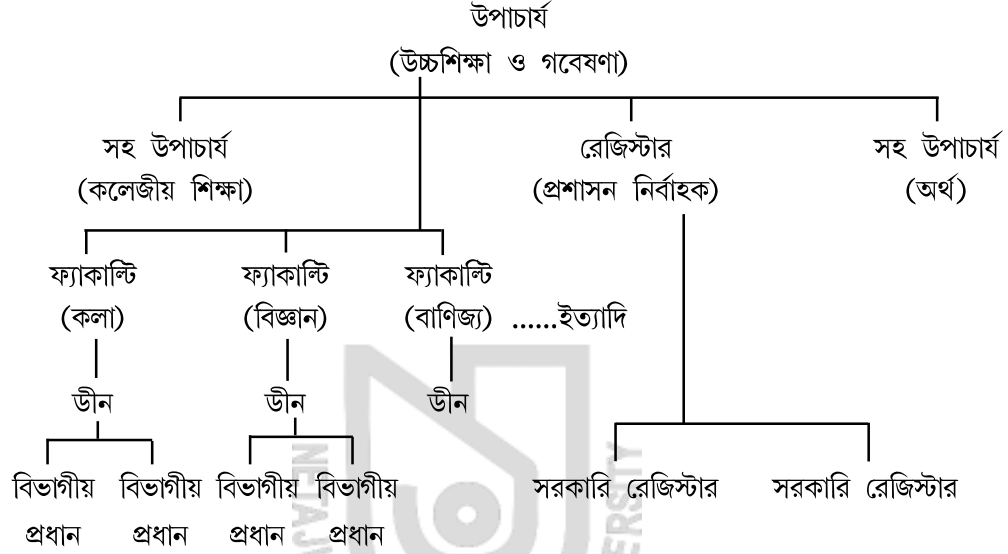 উপাচার্য
(উচ্চশিক্ষা ও গবেষণা)
সহ উপাচার্য রেজিস্টার সহ উপাচার্য
(কলেজীয় শিক্ষা) (প্রশাসন নির্বাহক) (অর্থ)
ফ্যাকাল্টি ফ্যাকাল্টি ফ্যাকাল্টি
(কলা) (বিজ্ঞান) (বাণিজ্য) ......ইত্যাদি
ডীন ডীন ডীন
বিভাগীয় বিভাগীয় বিভাগীয় বিভাগীয় সরকারি রেজিস্টার সরকারি রেজিস্টার
প্রধান প্রধান প্রধান প্রধান